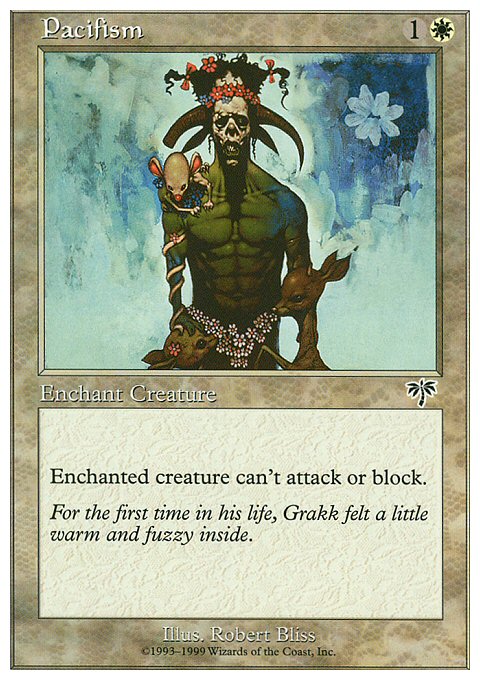 Pacifism 1
Enchant Creature
Enchanted creature can't attack or block.
For the first time in his life, Grakk felt a little
warm and fuzzy inside.
Illus. Robert Bliss
©1993–1999 Wizards of the Coast, Inc.